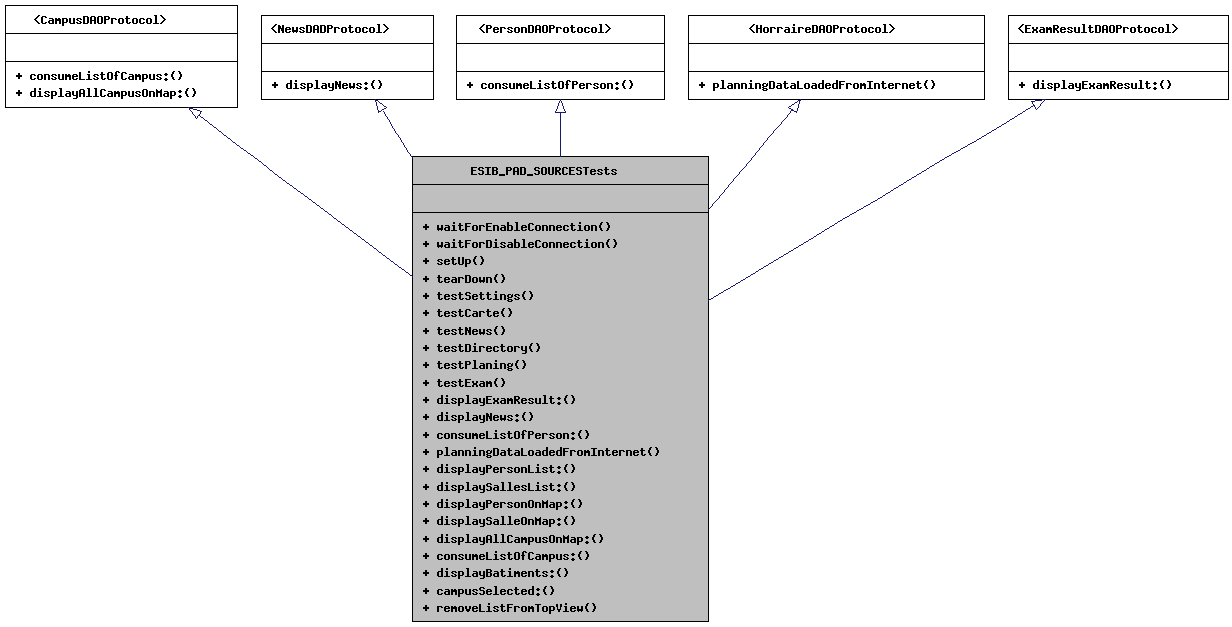 <CampusDAOProtocol>
+ consumeListOfCampus:()
+ displayAllCampusOnMap:()
<NewsDAOProtocol>
+ displayNews:()
<PersonDAOProtocol>
+ consumeListOfPerson:()
<HorraireDAOProtocol>
+ planningDataLoadedFromInternet()
<ExamResultDAOProtocol>
+ displayExamResult:()
ESIB_PAD_SOURCESTests
+ waitForEnableConnection()
+ waitForDisableConnection()
+ setUp()
+ tearDown()
+ testSettings()
+ testCarte()
+ testNews()
+ testDirectory()
+ testPlaning()
+ testExam()
+ displayExamResult:()
+ displayNews:()
+ consumeListOfPerson:()
+ planningDataLoadedFromInternet()
+ displayPersonList:()
+ displaySallesList:()
+ displayPersonOnMap:()
+ displaySalleOnMap:()
+ displayAllCampusOnMap:()
+ consumeListOfCampus:()
+ displayBatiments:()
+ campusSelected:()
+ removeListFromTopView()